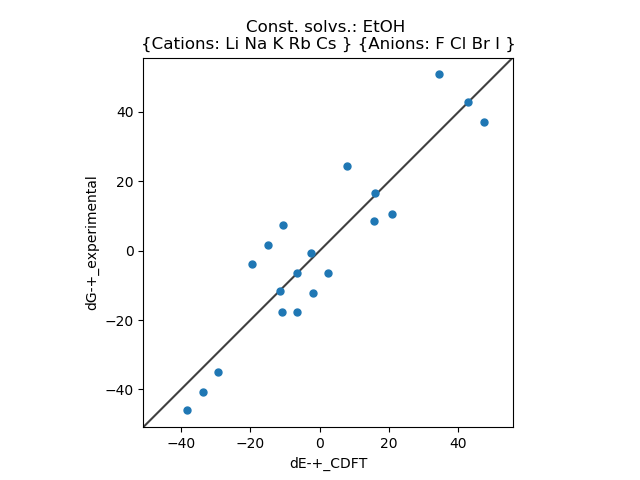 Const. solvs.: EtOH
{Cations: Li Na K Rb Cs } {Anions: F Cl Br I }
dG-+_experimental
40
20
0
−20
−40
−40 −20 0 20 40
dE-+_CDFT